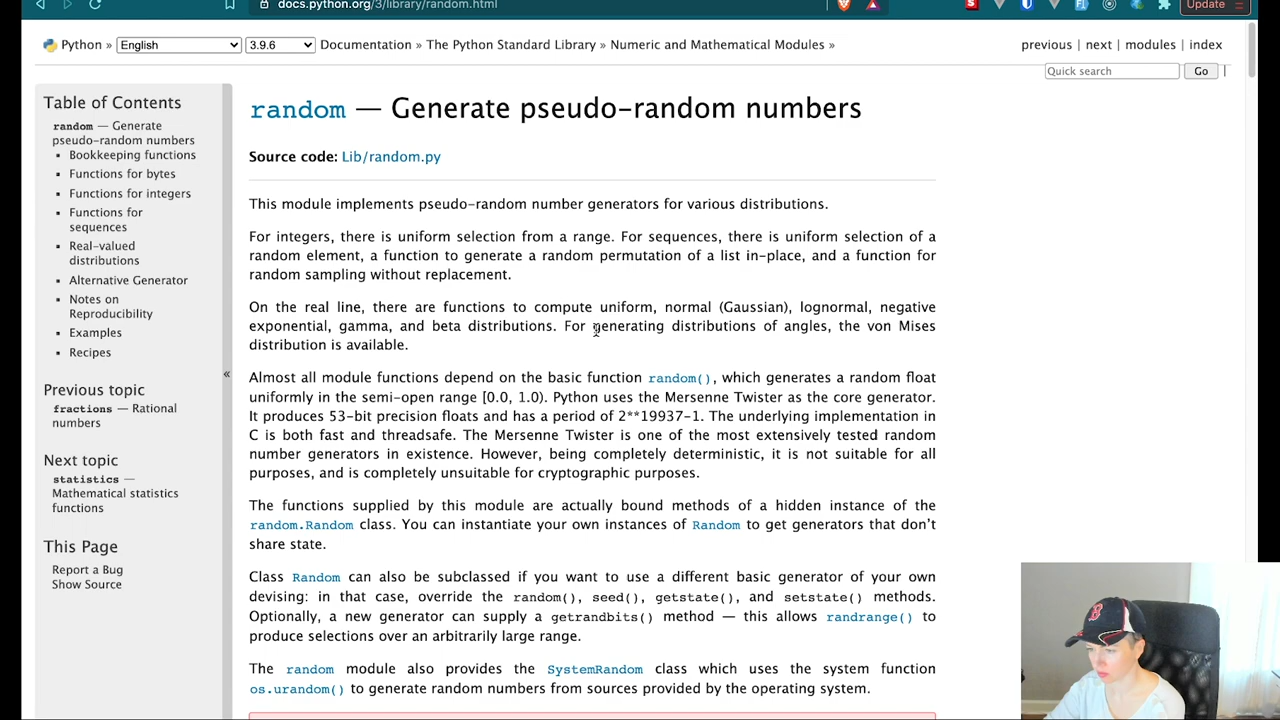 docs.python.org/3/library/random.html
Update
Python » English 3.9.6 Documentation » The Python Standard Library » Numeric and Mathematical Modules »
previous | next | modules | index
Quick search Go |
Table of Contents
random — Generate
pseudo-random numbers
Bookkeeping functions
Functions for bytes
Functions for integers
Functions for
sequences
Real-valued
distributions
Alternative Generator
Notes on
Reproducibility
Examples
Recipes
Previous topic
fractions — Rational
numbers
Next topic
statistics —
Mathematical statistics
functions
This Page
Report a Bug
Show Source
«
random — Generate pseudo-random numbers
Source code: Lib/random.py
This module implements pseudo-random number generators for various distributions.
For integers, there is uniform selection from a range. For sequences, there is uniform selection of a
random element, a function to generate a random permutation of a list in-place, and a function for
random sampling without replacement.
On the real line, there are functions to compute uniform, normal (Gaussian), lognormal, negative
exponential, gamma, and beta distributions. For generating distributions of angles, the von Mises
distribution is available.
Almost all module functions depend on the basic function random(), which generates a random float
uniformly in the semi-open range [0.0, 1.0). Python uses the Mersenne Twister as the core generator.
It produces 53-bit precision floats and has a period of 2**19937-1. The underlying implementation in
C is both fast and threadsafe. The Mersenne Twister is one of the most extensively tested random
number generators in existence. However, being completely deterministic, it is not suitable for all
purposes, and is completely unsuitable for cryptographic purposes.
The functions supplied by this module are actually bound methods of a hidden instance of the
random.Random class. You can instantiate your own instances of Random to get generators that don't
share state.
Class Random can also be subclassed if you want to use a different basic generator of your own
devising: in that case, override the random(), seed(), getstate(), and setstate() methods.
Optionally, a new generator can supply a getrandbits() method — this allows randrange() to
produce selections over an arbitrarily large range.
The random module also provides the SystemRandom class which uses the system function
os.urandom() to generate random numbers from sources provided by the operating system.
B